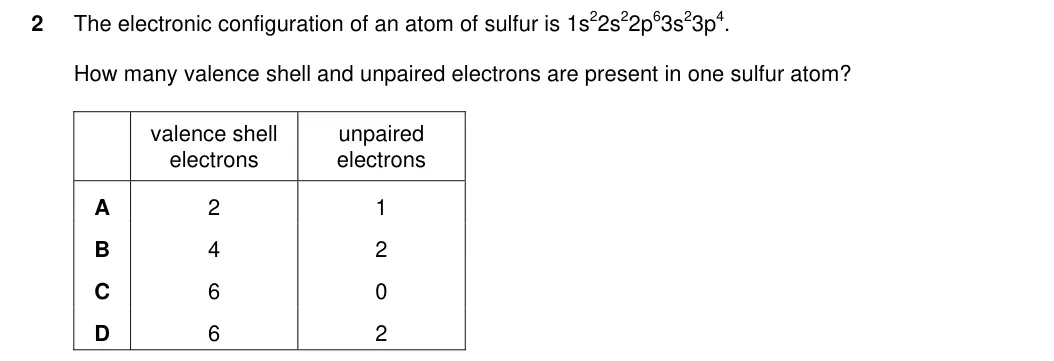 2 The electronic configuration of an atom of sulfur is 1s²2s²2p⁶3s²3p⁴.
How many valence shell and unpaired electrons are present in one sulfur atom?
valence shell electrons unpaired electrons
A 2 1
B 4 2
C 6 0
D 6 2